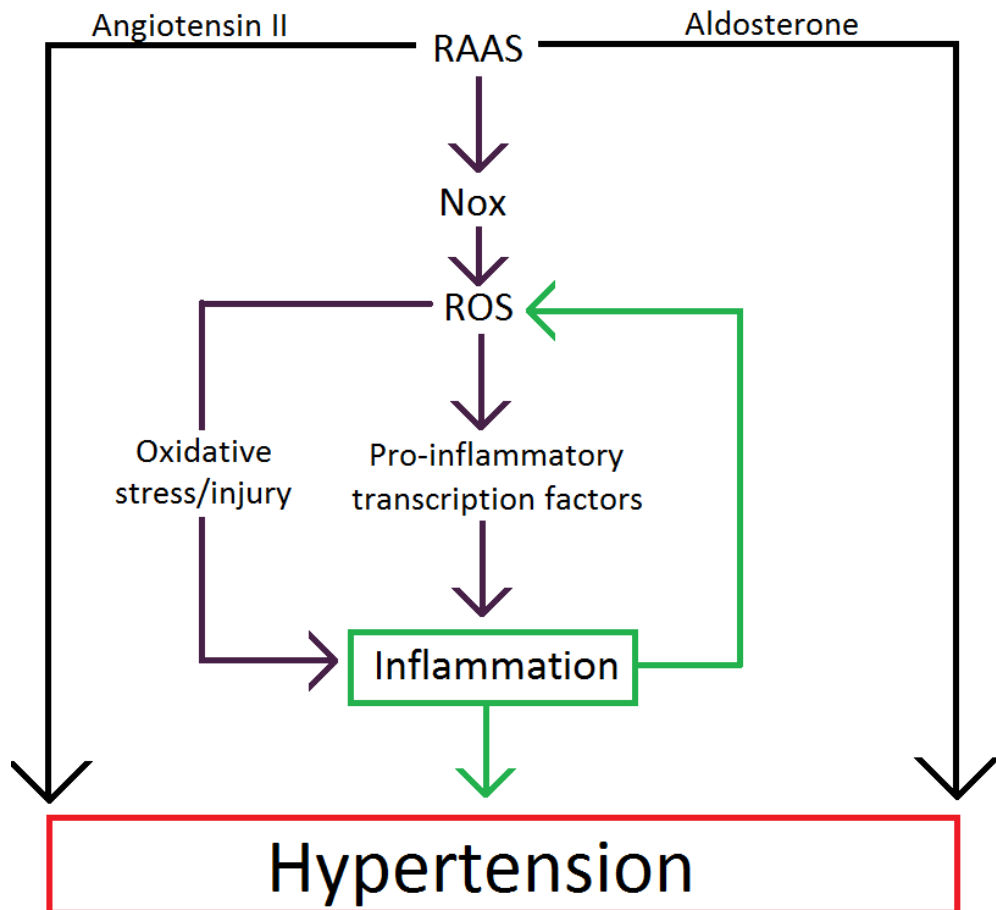 Angiotensin II
RAAS
Aldosterone
Nox
ROS
Oxidative
stress/injury
Pro-inflammatory
transcription factors
Inflammation
Hypertension